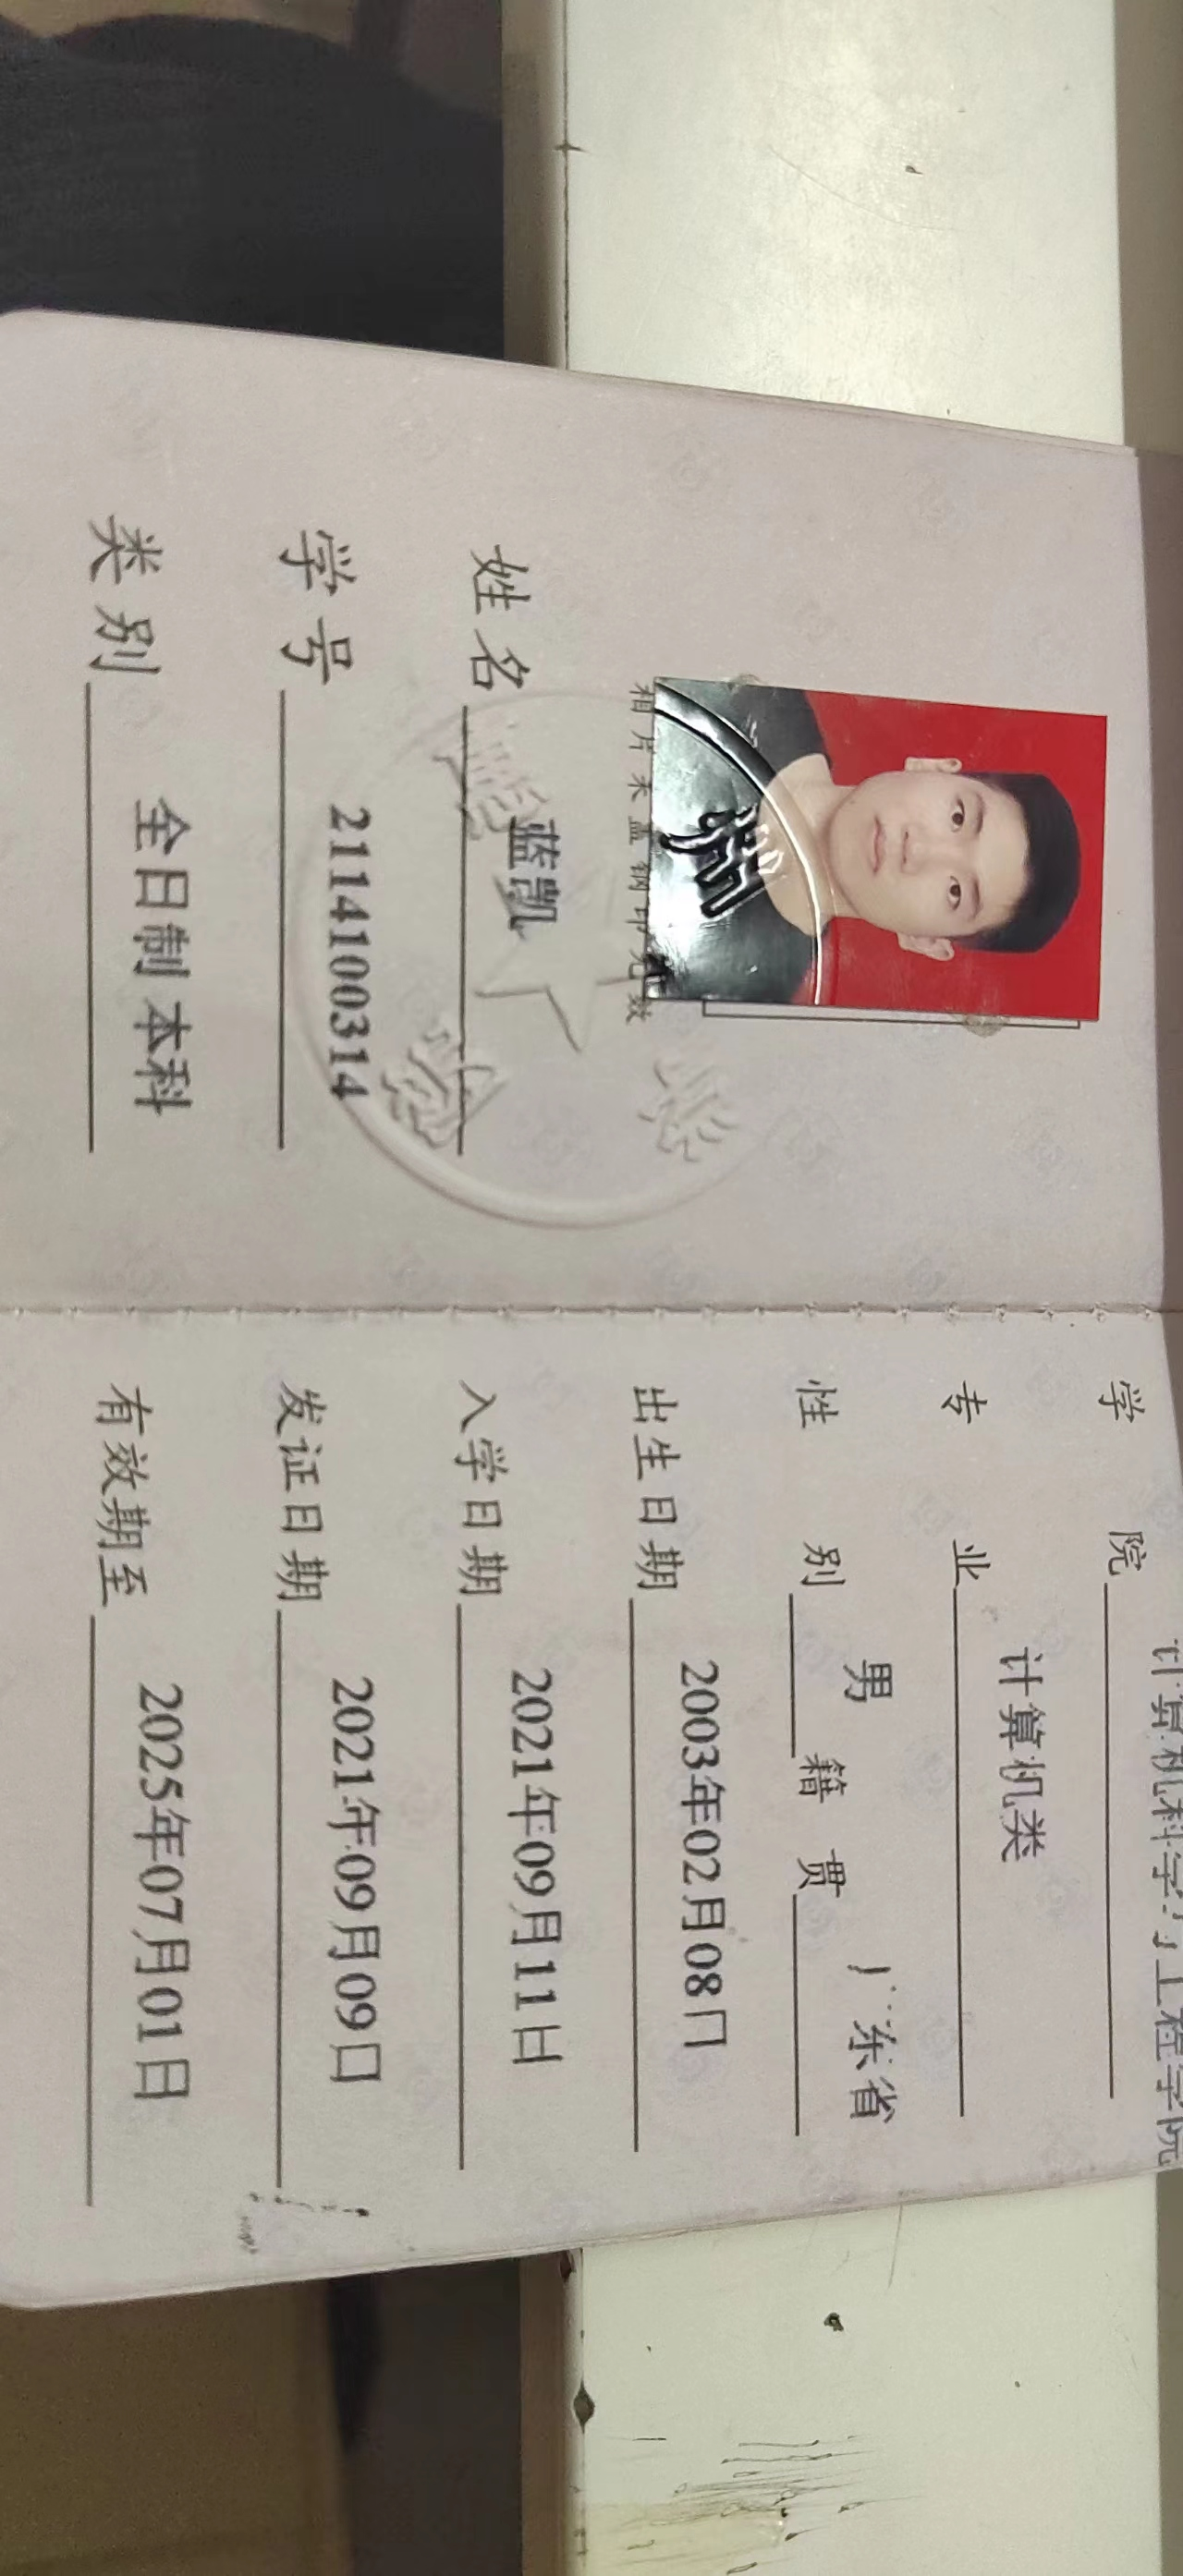 相片未盖钢印无效
姓名 蓝凯
学号 2114100314
类别 全日制本科
学院 计算机科学与工程学院
专业 计算机类
性别 男 籍贯 广东省
出生日期 2003年02月08日
入学日期 2021年09月11日
发证日期 2021年09月09日
有效期至 2025年07月01日